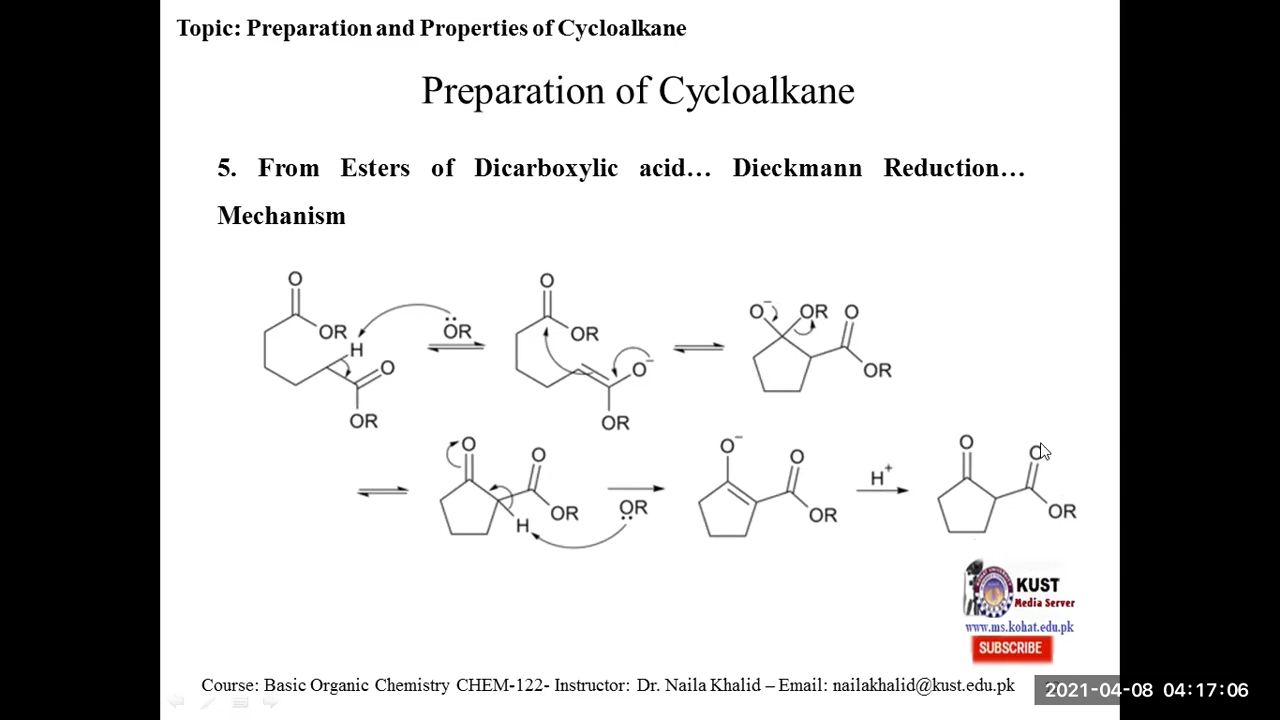 Topic: Preparation and Properties of Cycloalkane
Preparation of Cycloalkane
5. From Esters of Dicarboxylic acid… Dieckmann Reduction…
Mechanism
O
OR
H
O
OR
ÖR
O
OR
O⁻
OR
O⁻
OR
O
OR
O
O
OR
H
OR
O⁻
O
OR
H⁺
O
O
OR
KUST
Media Server
www.ms.kohat.edu.pk
SUBSCRIBE
Course: Basic Organic Chemistry CHEM-122- Instructor: Dr. Naila Khalid – Email: nailakhalid@kust.edu.pk
2021-04-08 04:17:06